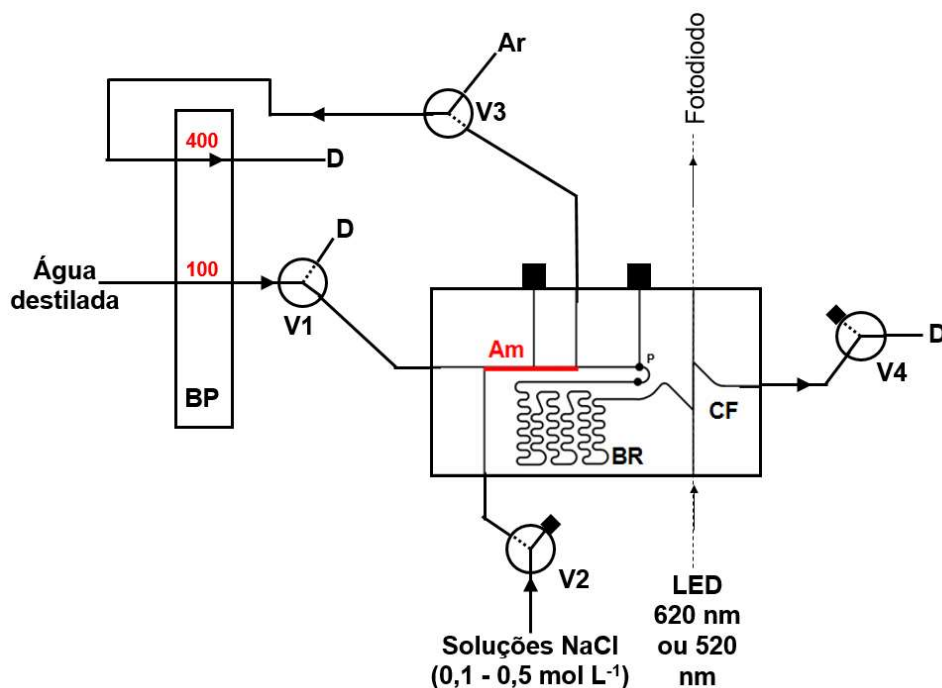 Ar
Fotodiodo
V3
400
D
D
100
Água
destilada
V1
Am
P
D
V4
BP
CF
BR
V2
LED
620 nm
ou 520
nm
Soluções NaCl
(0,1 - 0,5 mol L⁻¹)